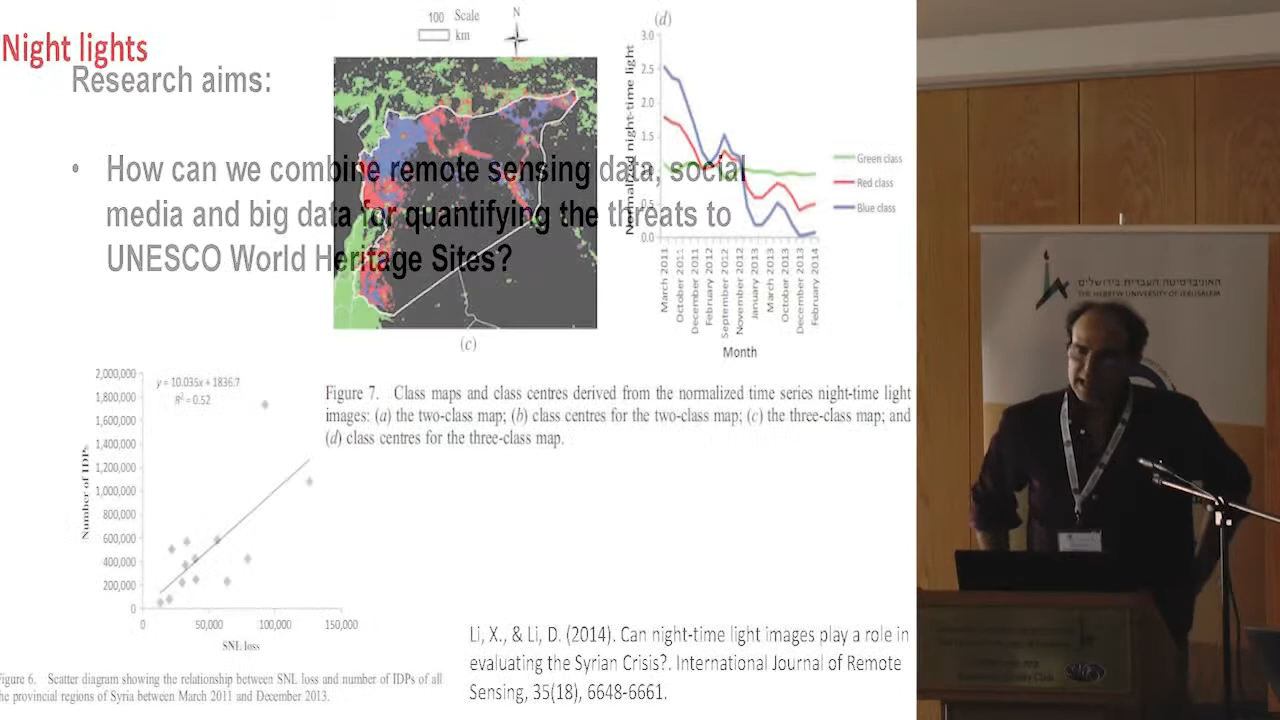 Night lights
Research aims:
• How can we combine remote sensing data, social
media and big data for quantifying the threats to
UNESCO World Heritage Sites?
100 Scale
km
N
(c)
(d)
Normalized night-time light
3.0
2.5
2.0
1.5
1.0
0.5
0.0
Green class
Red class
Blue class
March 2011
October 2011
December 2011
February 2012
September 2012
November 2012
January 2013
March 2013
October 2013
December 2013
February 2014
Month
Figure 7. Class maps and class centres derived from the normalized time series night-time light
images: (a) the two-class map; (b) class centres for the two-class map; (c) the three-class map; and
(d) class centres for the three-class map.
y = 10.035x + 1836.7
R² = 0.52
Number of IDPs
2,000,000
1,800,000
1,600,000
1,400,000
1,200,000
1,000,000
800,000
600,000
400,000
200,000
0
0
50,000
100,000
150,000
SNL loss
Figure 6. Scatter diagram showing the relationship between SNL loss and number of IDPs of all
the provincial regions of Syria between March 2011 and December 2013.
Li, X., & Li, D. (2014). Can night-time light images play a role in
evaluating the Syrian Crisis?. International Journal of Remote
Sensing, 35(18), 6648-6661.
האוניברסיטה העברית בירושלים
THE HEBREW UNIVERSITY OF JERUSALEM